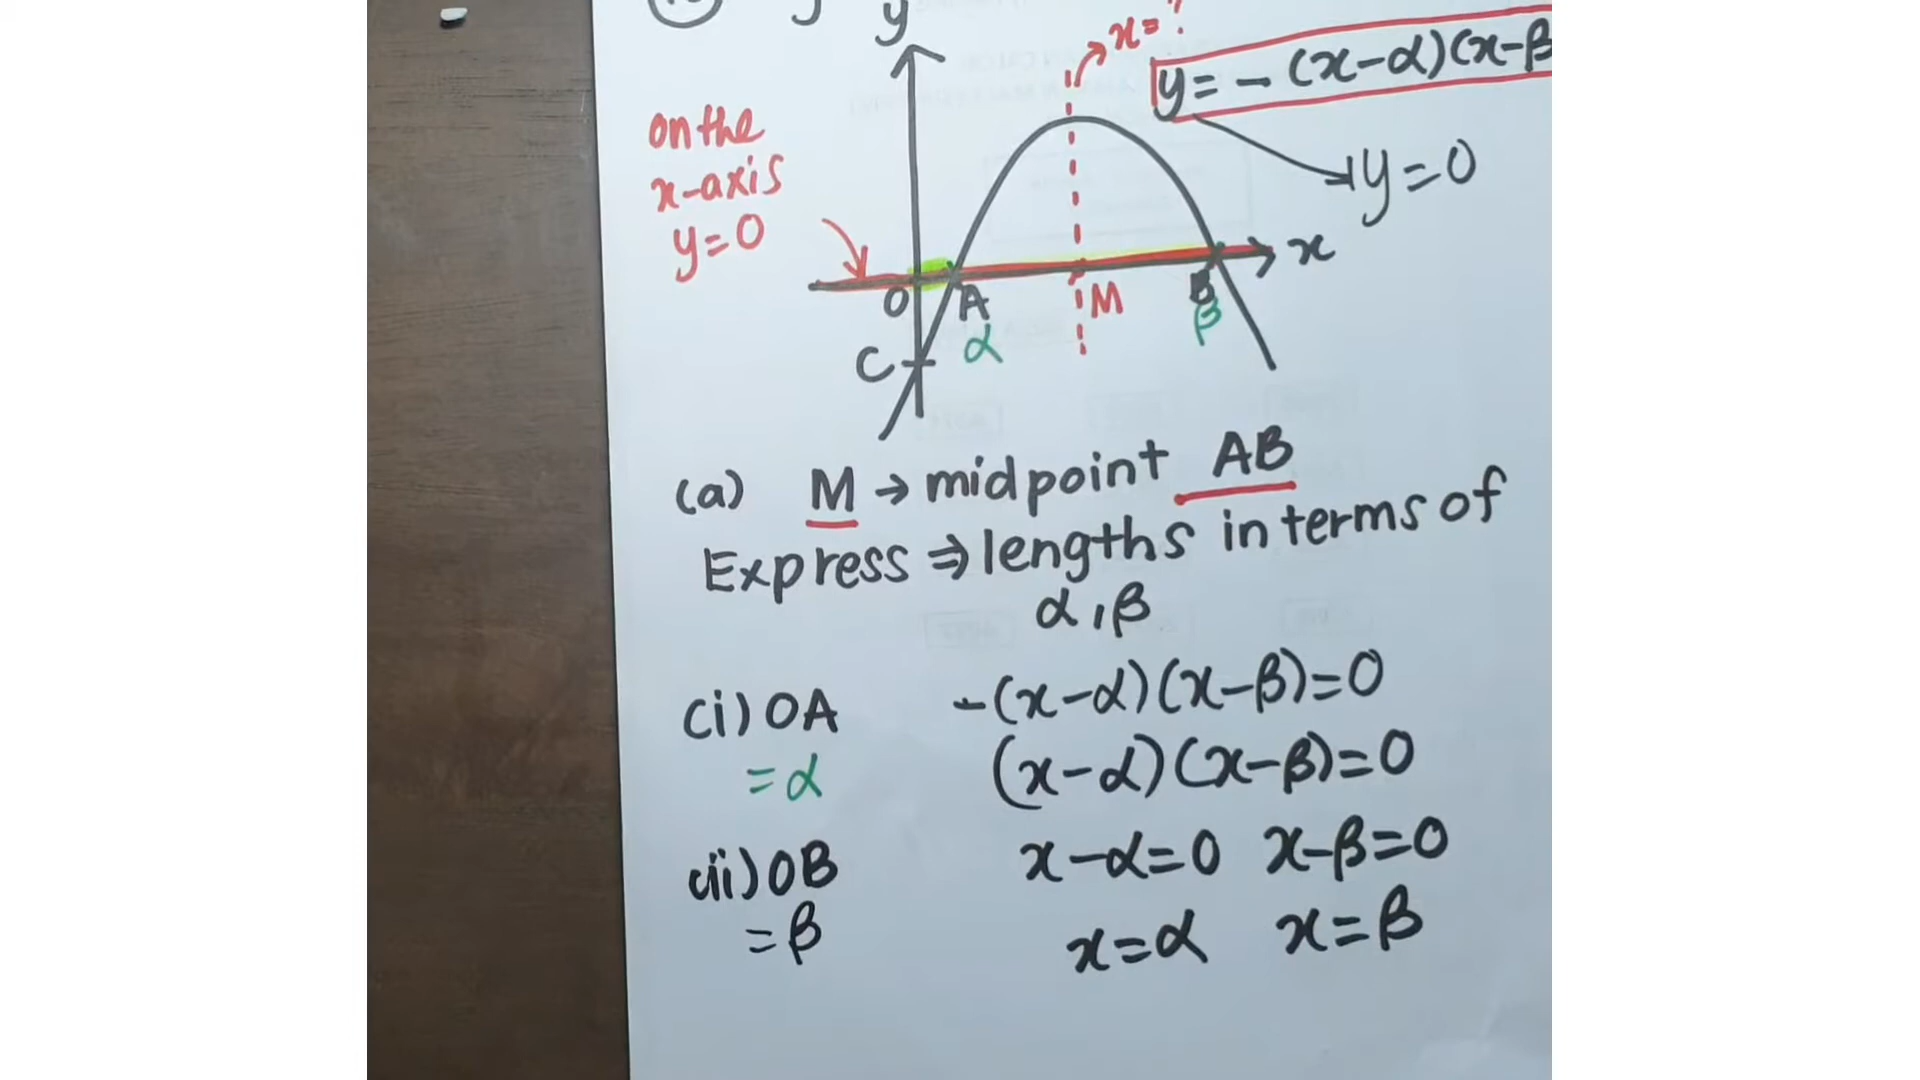 y
x=?
y=-(x-α)(x-β
on the
x-axis
y=0
y=0
x
O A M B
α β
C
(a) M → midpoint AB
Express ⇒ lengths in terms of
α, β
(i) OA
=α
-(x-α)(x-β)=0
(x-α)(x-β)=0
(ii) OB
=β
x-α=0 x-β=0
x=α x=β